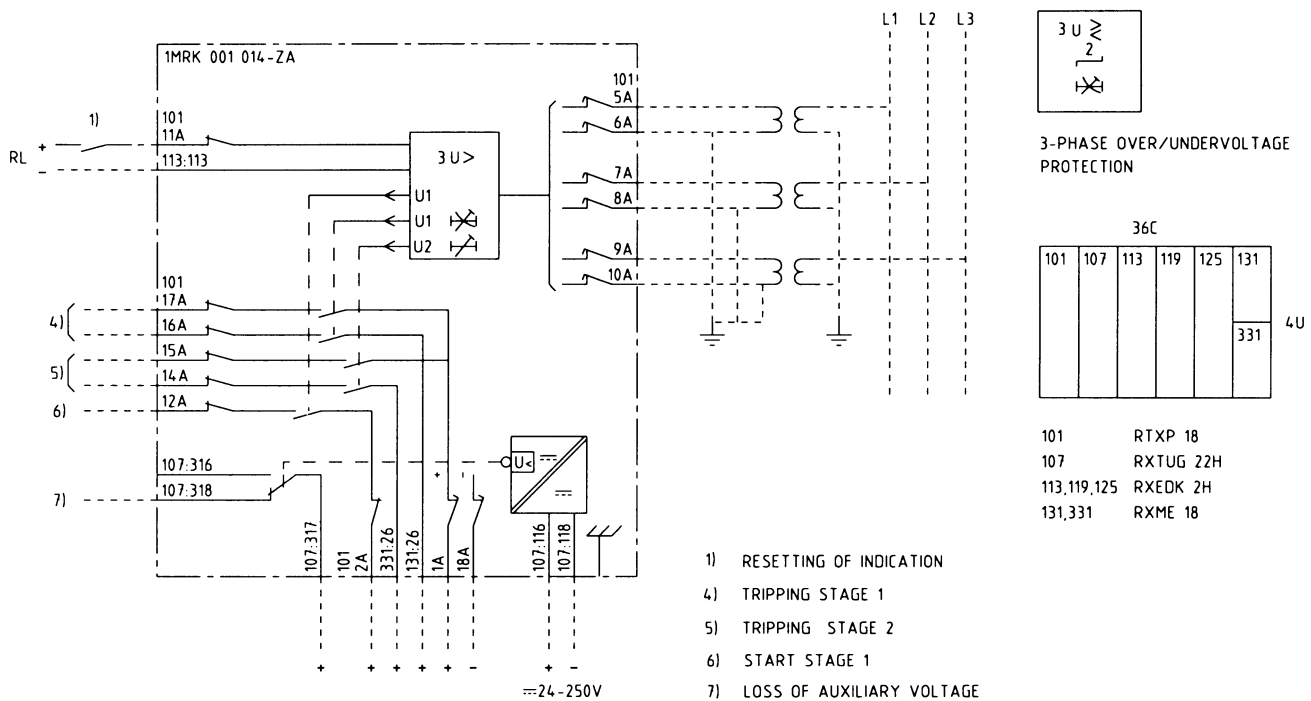 L1 L2 L3
3 U ≷
2
3-PHASE OVER/UNDERVOLTAGE
PROTECTION
1MRK 001 014-ZA
1)
RL
+
-
101
11A
113:113
3U>
U1
U1
U2
101
5A
6A
7A
8A
9A
10A
101
17A
4)
16A
15A
5)
14A
6)
12A
107:316
7)
107:318
U<
+ -
107:317
101
2A
331:26
131:26
1A
18A
107:116
107:118
+ + + + + -
+ -
⎓24-250V
36C
101 107 113 119 125 131
331
4U
101 RTXP 18
107 RXTUG 22H
113,119,125 RXEDK 2H
131,331 RXME 18
1) RESETTING OF INDICATION
4) TRIPPING STAGE 1
5) TRIPPING STAGE 2
6) START STAGE 1
7) LOSS OF AUXILIARY VOLTAGE